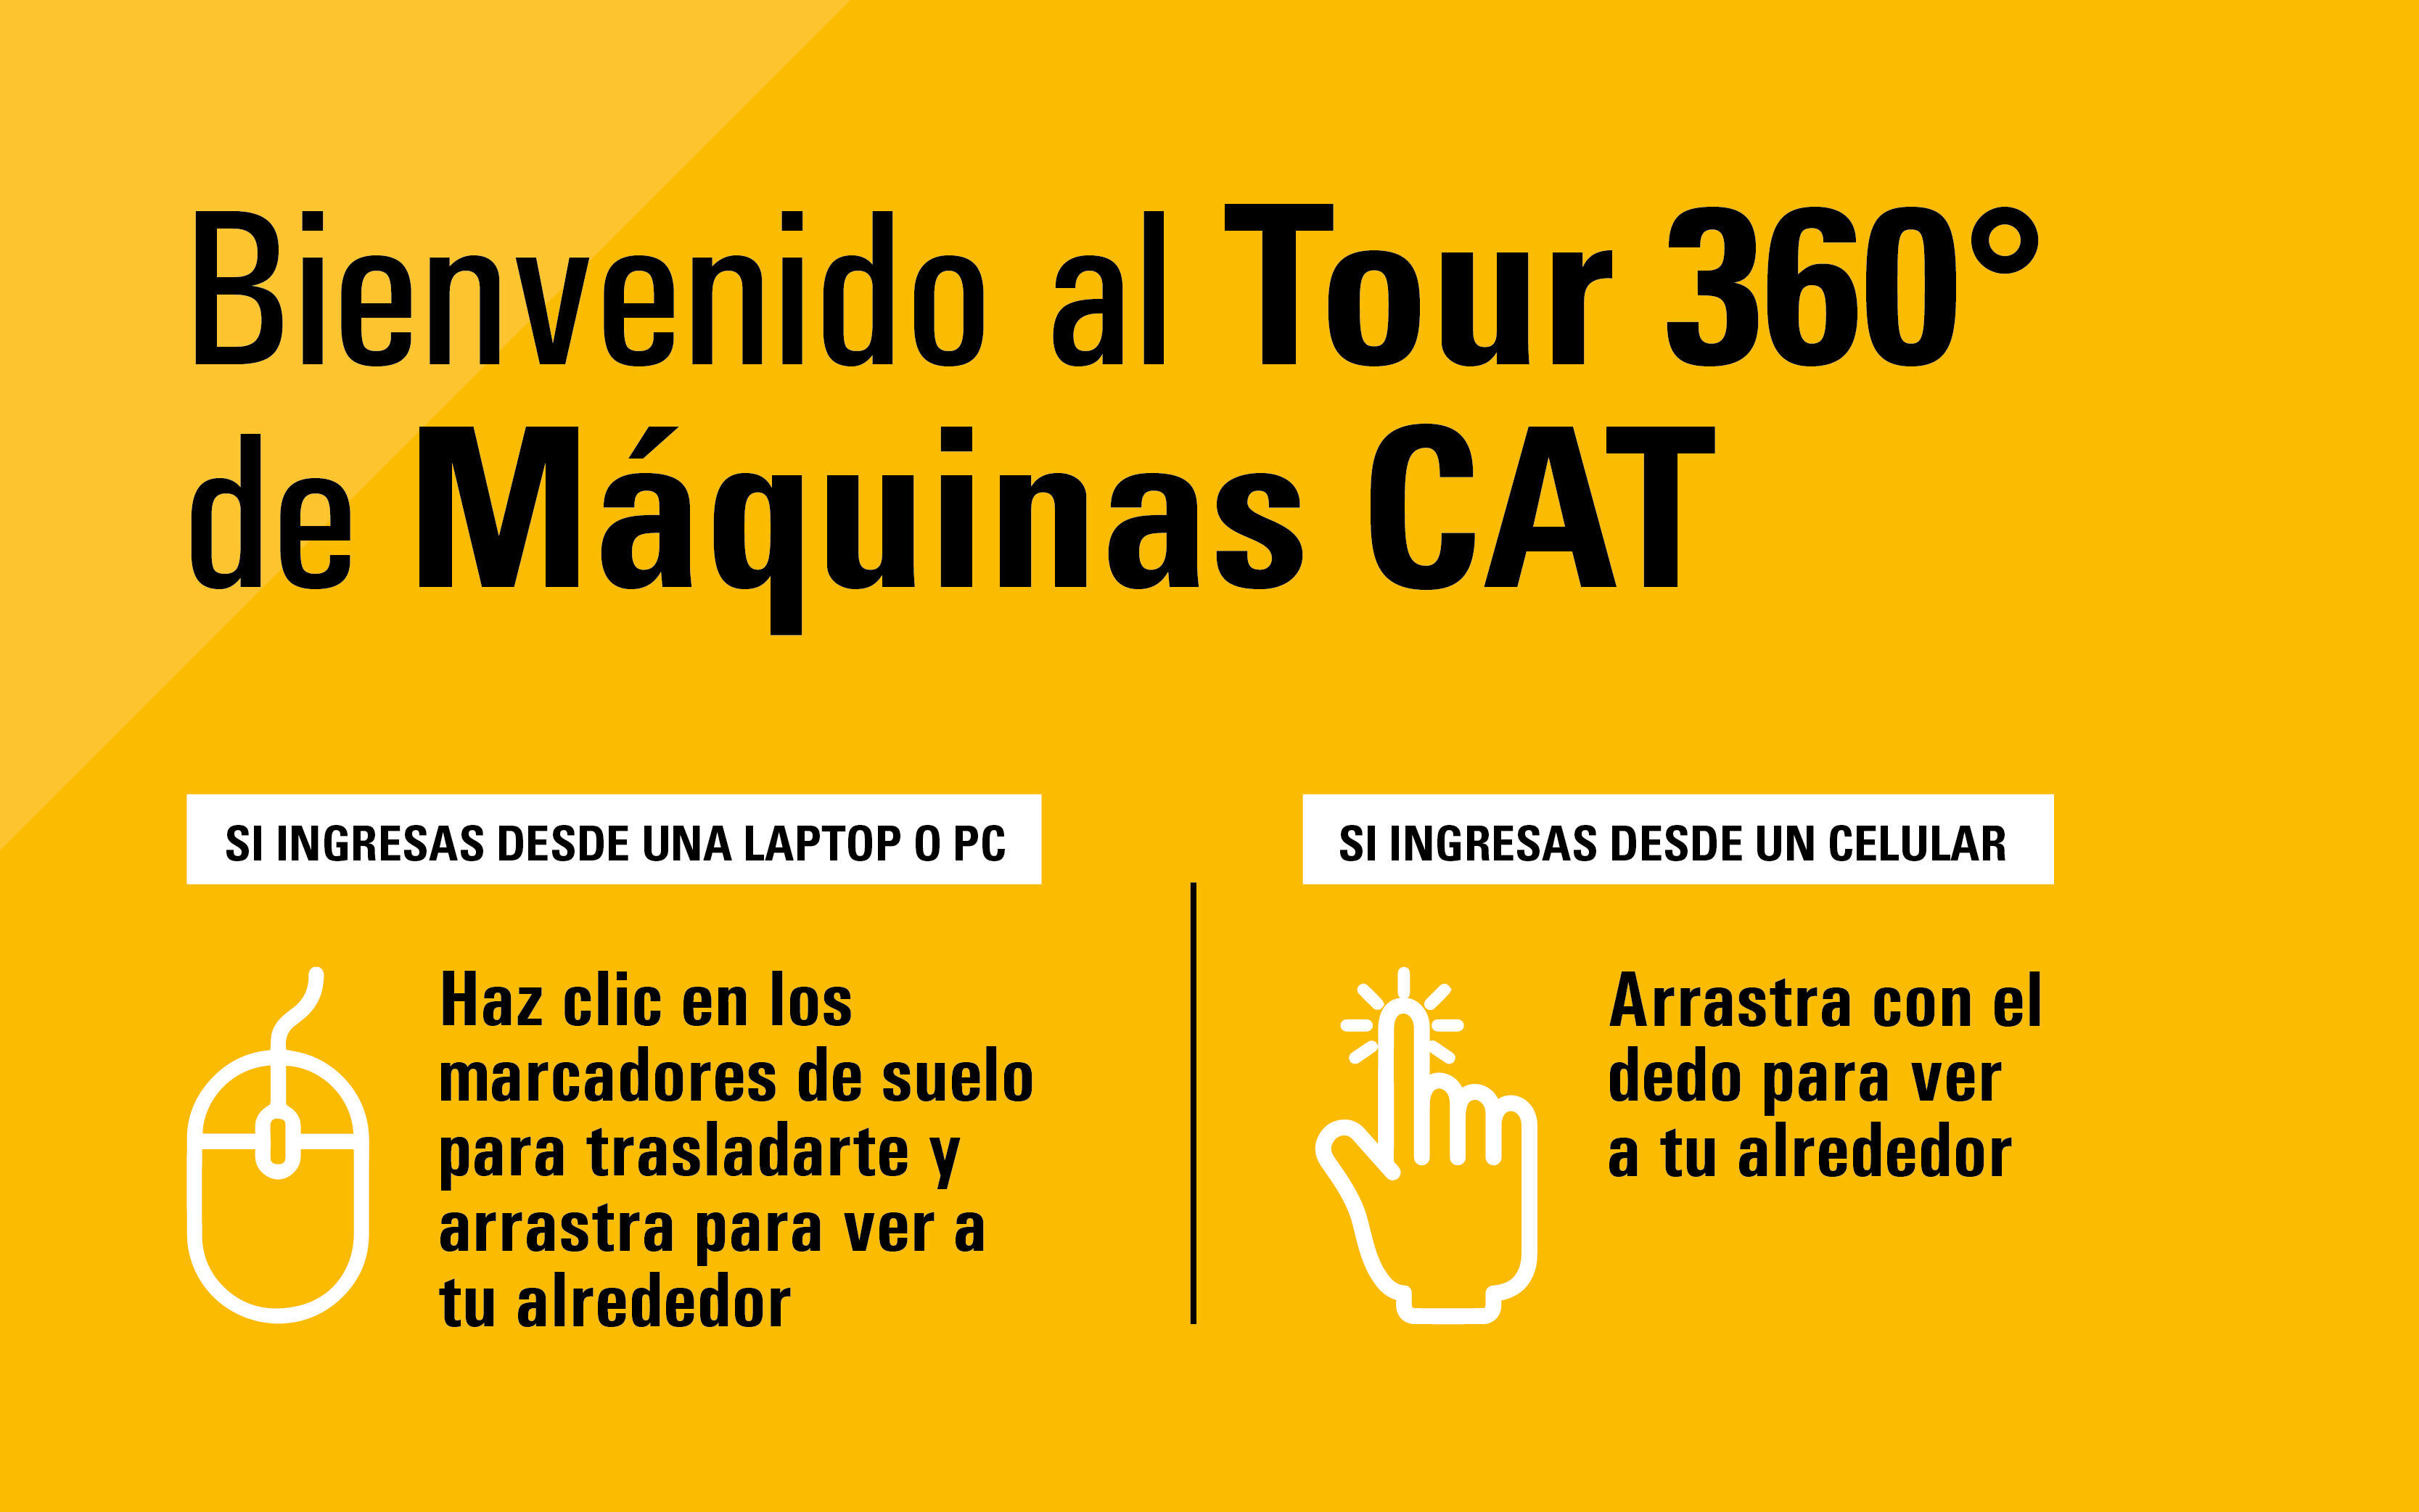 Bienvenido al Tour 360°
de Máquinas CAT
SI INGRESAS DESDE UNA LAPTOP O PC
Haz clic en los
marcadores de suelo
para trasladarte y
arrastra para ver a
tu alrededor
SI INGRESAS DESDE UN CELULAR
Arrastra con el
dedo para ver
a tu alrededor